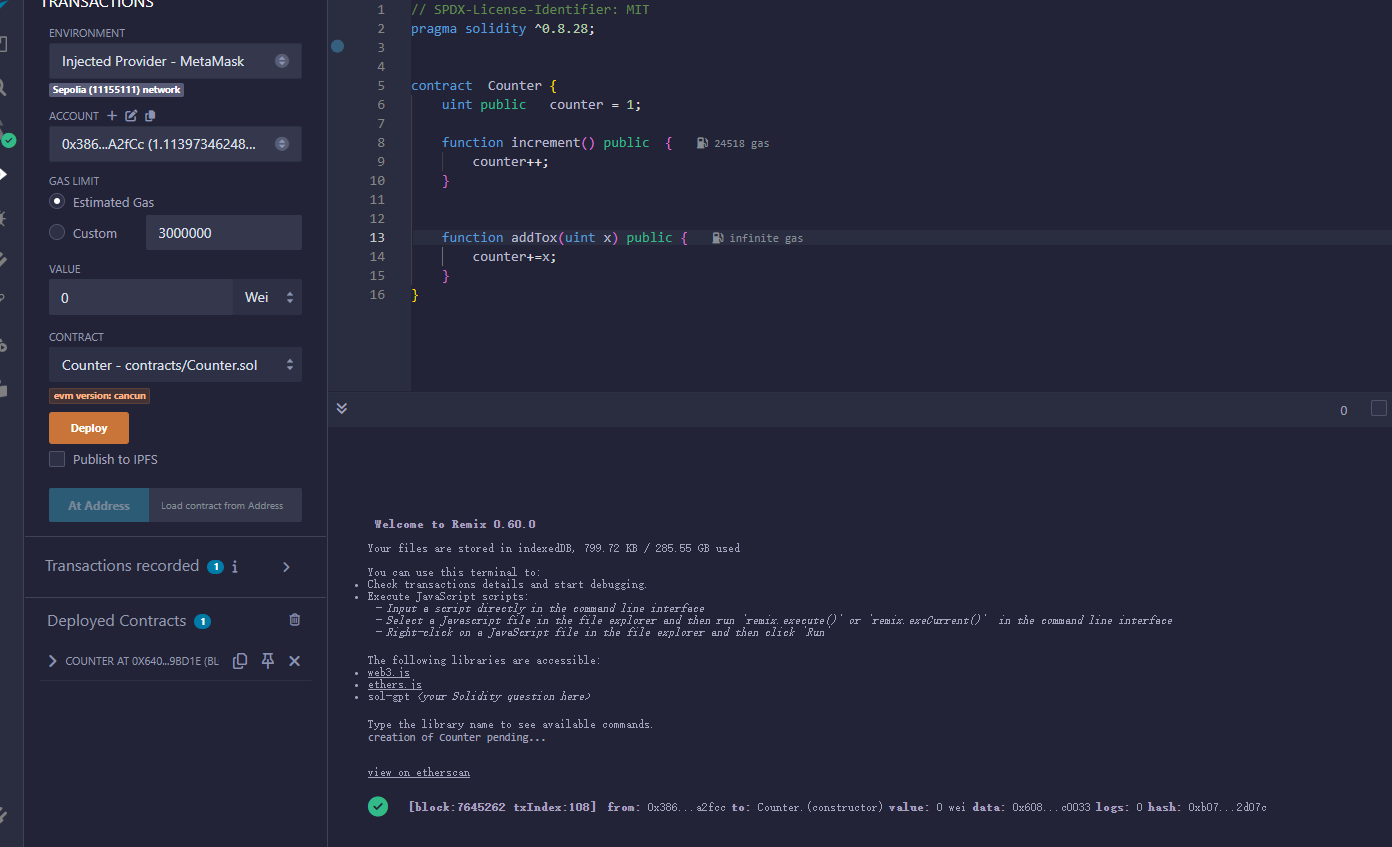 TRANSACTIONS
ENVIRONMENT
Injected Provider - MetaMask
Sepolia (11155111) network
ACCOUNT
0x386...A2fCc (1.11397346248...
GAS LIMIT
Estimated Gas
Custom
3000000
VALUE
0
Wei
CONTRACT
Counter - contracts/Counter.sol
evm version: cancun
Deploy
Publish to IPFS
At Address
Load contract from Address
Transactions recorded 1 i
Deployed Contracts 1
COUNTER AT 0X640...9BD1E (BL
1 // SPDX-License-Identifier: MIT
2 pragma solidity ^0.8.28;
3
4
5 contract  Counter {
6     uint public   counter = 1;
7
8     function increment() public  {   24518 gas
9         counter++;
10     }
11
12
13     function addTox(uint x) public {   infinite gas
14         counter+=x;
15     }
16 }
0
Welcome to Remix 0.60.0
Your files are stored in indexedDB, 799.72 KB / 285.55 GB used
You can use this terminal to:
• Check transactions details and start debugging.
• Execute JavaScript scripts:
- Input a script directly in the command line interface
- Select a Javascript file in the file explorer and then run `remix.execute()` or `remix.exeCurrent()`  in the command line interface
- Right-click on a JavaScript file in the file explorer and then click `Run`
The following libraries are accessible:
• web3.js
• ethers.js
• sol-gpt <your Solidity question here>
Type the library name to see available commands.
creation of Counter pending...
view on etherscan
[block:7645262 txIndex:108] from: 0x386...a2fcc to: Counter.(constructor) value: 0 wei data: 0x608...c0033 logs: 0 hash: 0xb07...2d07c